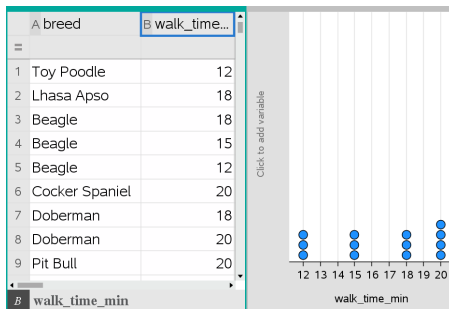 A breed B walk_time...
=
1 Toy Poodle 12
2 Lhasa Apso 18
3 Beagle 18
4 Beagle 15
5 Beagle 12
6 Cocker Spaniel 20
7 Doberman 18
8 Doberman 20
9 Pit Bull 20
B walk_time_min
Click to add variable
12 13 14 15 16 17 18 19 20
walk_time_min